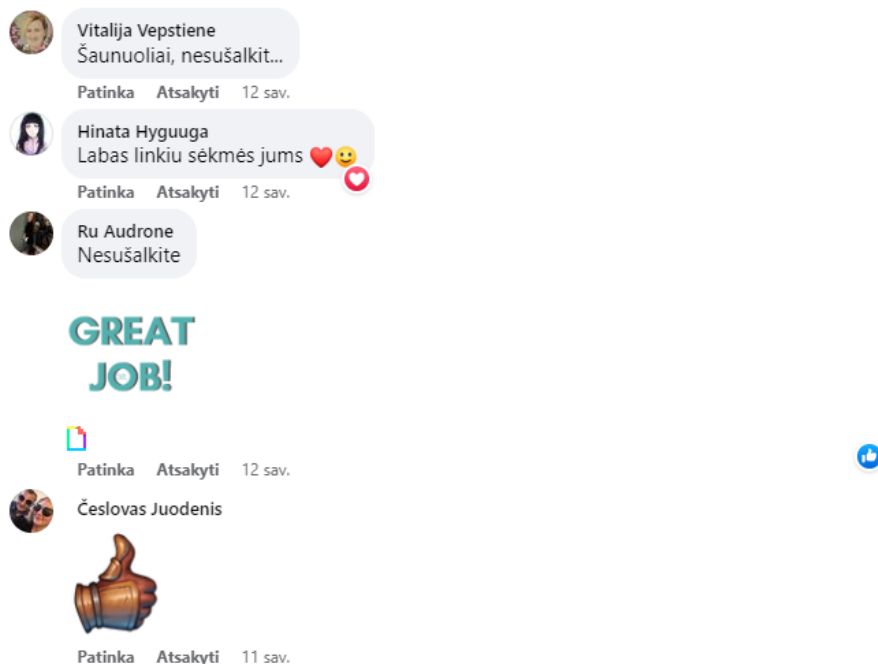 Vitalija Vepstiene
Šaunuoliai, nesušalkit...
Patinka Atsakyti 12 sav.
Hinata Hyguuga
Labas linkiu sėkmės jums ❤️🙂
Patinka Atsakyti 12 sav.
Ru Audrone
Nesušalkite
GREAT
JOB!
Patinka Atsakyti 12 sav.
Česlovas Juodenis
Patinka Atsakyti 11 sav.